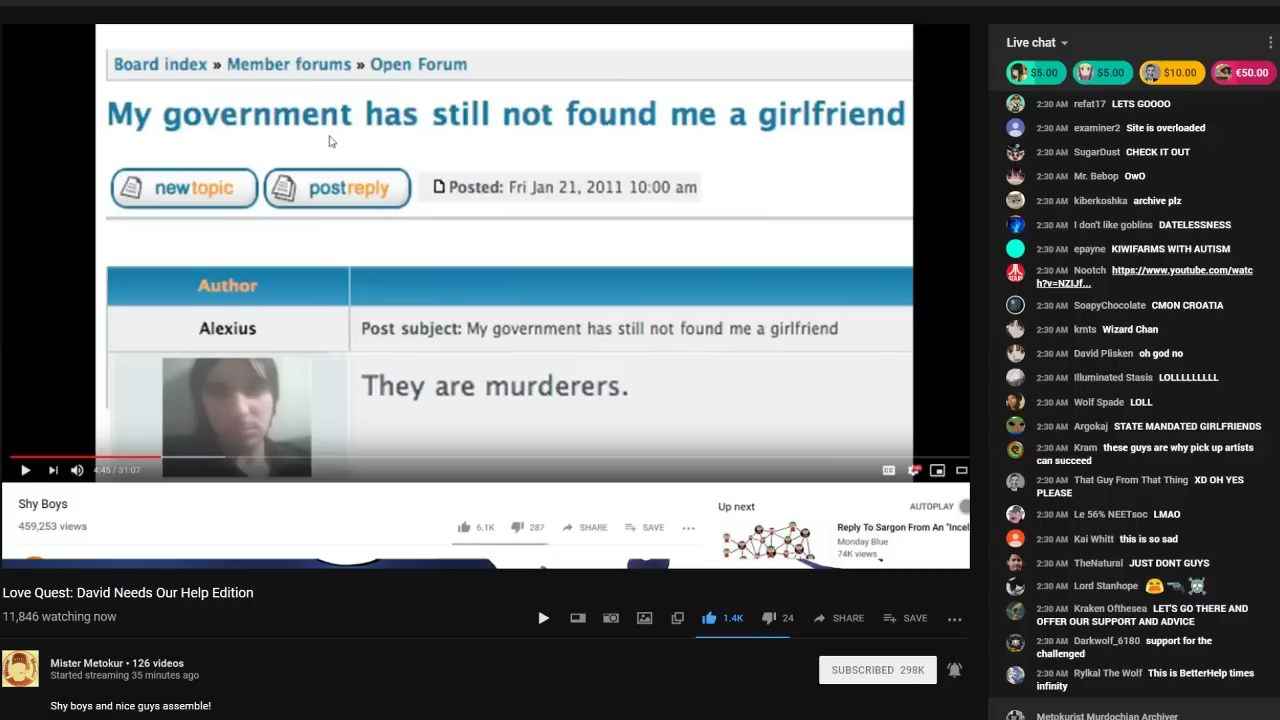 Board index » Member forums » Open Forum
My government has still not found me a girlfriend
newtopic
postreply
Posted: Fri Jan 21, 2011 10:00 am
Author
Alexius
Post subject: My government has still not found me a girlfriend
They are murderers.
4:45 / 31:07
CC
Shy Boys
459,253 views
6.1K
287
SHARE
SAVE
Up next
AUTOPLAY
Reply To Sargon From An "Incel
Monday Blue
74K views
Love Quest: David Needs Our Help Edition
11,846 watching now
1.4K
24
SHARE
SAVE
Mister Metokur • 126 videos
Started streaming 35 minutes ago
SUBSCRIBED 298K
Shy boys and nice guys assemble!
Live chat
$5.00
$5.00
$10.00
€50.00
2:30 AM refat17 LETS GOOOO
2:30 AM examiner2 Site is overloaded
2:30 AM SugarDust CHECK IT OUT
2:30 AM Mr. Bebop OwO
2:30 AM kiberkoshka archive plz
2:30 AM I don't like goblins DATELESSNESS
2:30 AM epayne KIWIFARMS WITH AUTISM
2:30 AM Nootch https://www.youtube.com/watc
h?v=NZIJf...
2:30 AM SoapyChocolate CMON CROATIA
2:30 AM kmts Wizard Chan
2:30 AM David Plisken oh god no
2:30 AM Illuminated Stasis LOLLLLLLLL
2:30 AM Wolf Spade LOLL
2:30 AM Argokaj STATE MANDATED GIRLFRIENDS
2:30 AM Kram these guys are why pick up artists
can succeed
2:30 AM That Guy From That Thing XD OH YES
PLEASE
2:30 AM Le 56% NEETsoc LMAO
2:30 AM Kai Whitt this is so sad
2:30 AM TheNatural JUST DONT GUYS
2:30 AM Lord Stanhope
2:30 AM Kraken Ofthesea LET'S GO THERE AND
OFFER OUR SUPPORT AND ADVICE
2:30 AM Darkwolf_6180 support for the
challenged
2:30 AM Rylkal The Wolf This is BetterHelp times
infinity
Metokurist Murdochian Archiver